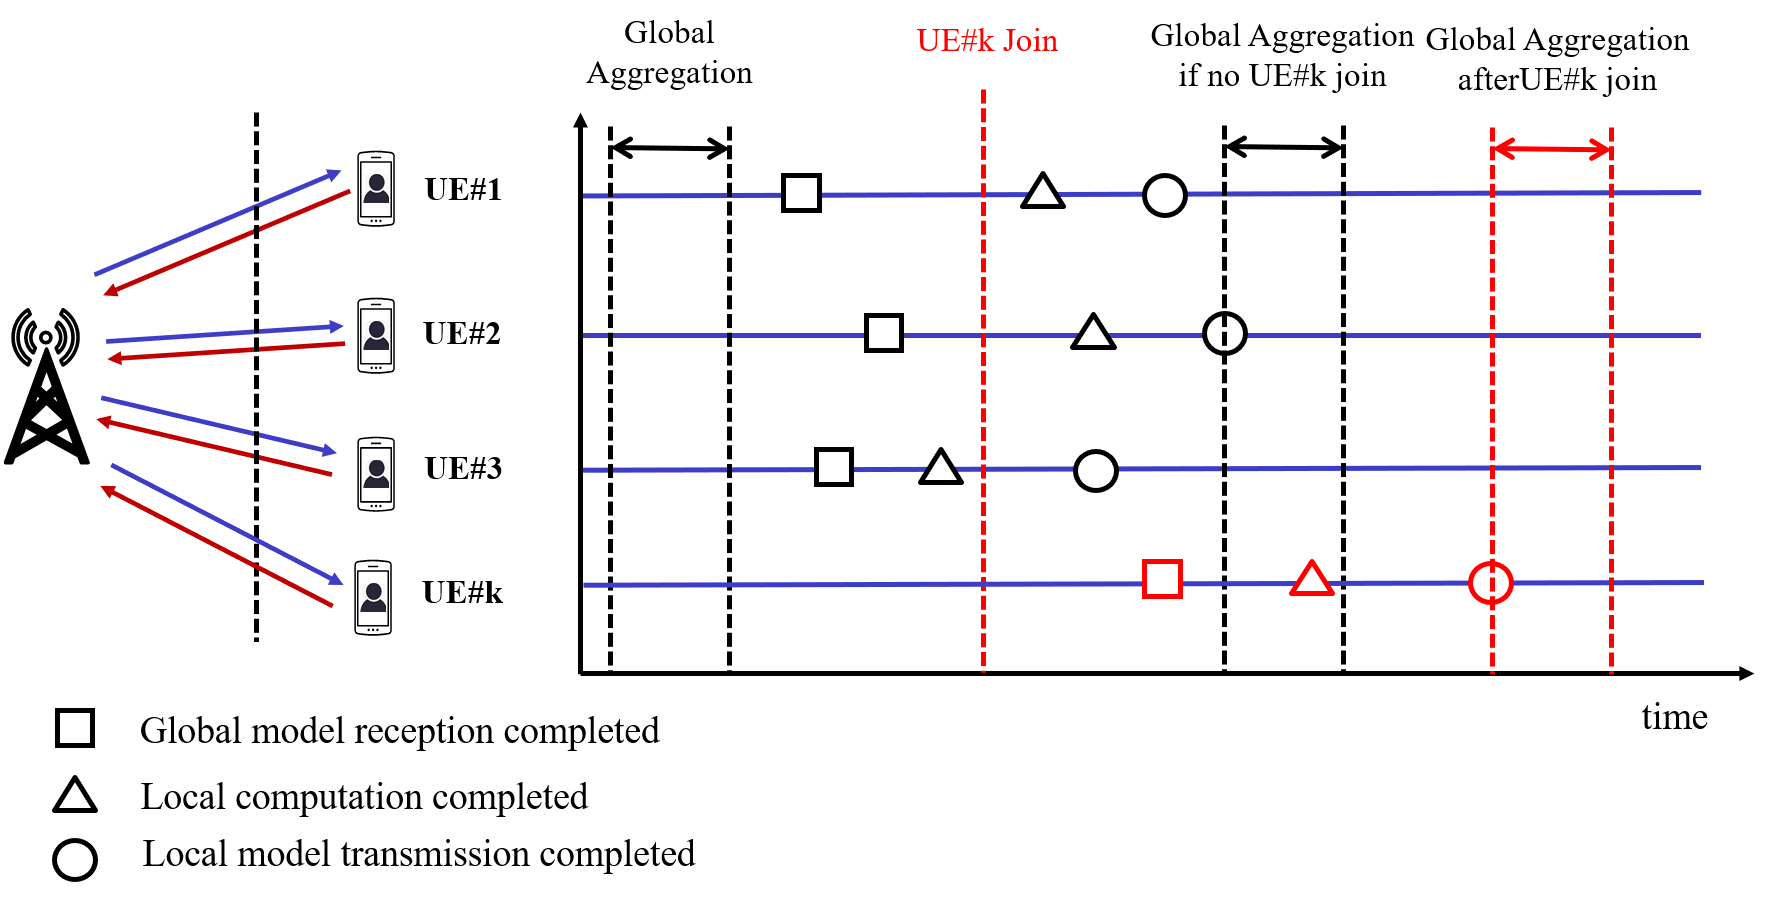 Global
Aggregation
UE#k Join
Global Aggregation
if no UE#k join
Global Aggregation
afterUE#k join
UE#1
UE#2
UE#3
UE#k
time
Global model reception completed
Local computation completed
Local model transmission completed